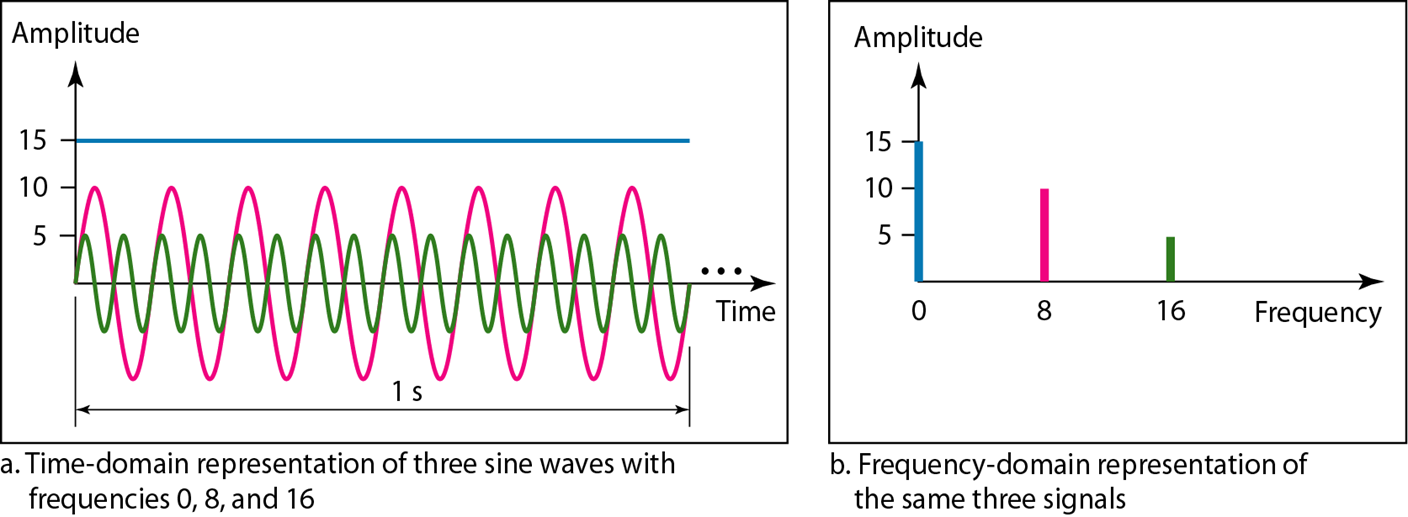 Amplitude
15
10
5
...
Time
1 s
a. Time-domain representation of three sine waves with
frequencies 0, 8, and 16
Amplitude
15
10
5
0 8 16 Frequency
b. Frequency-domain representation of
the same three signals